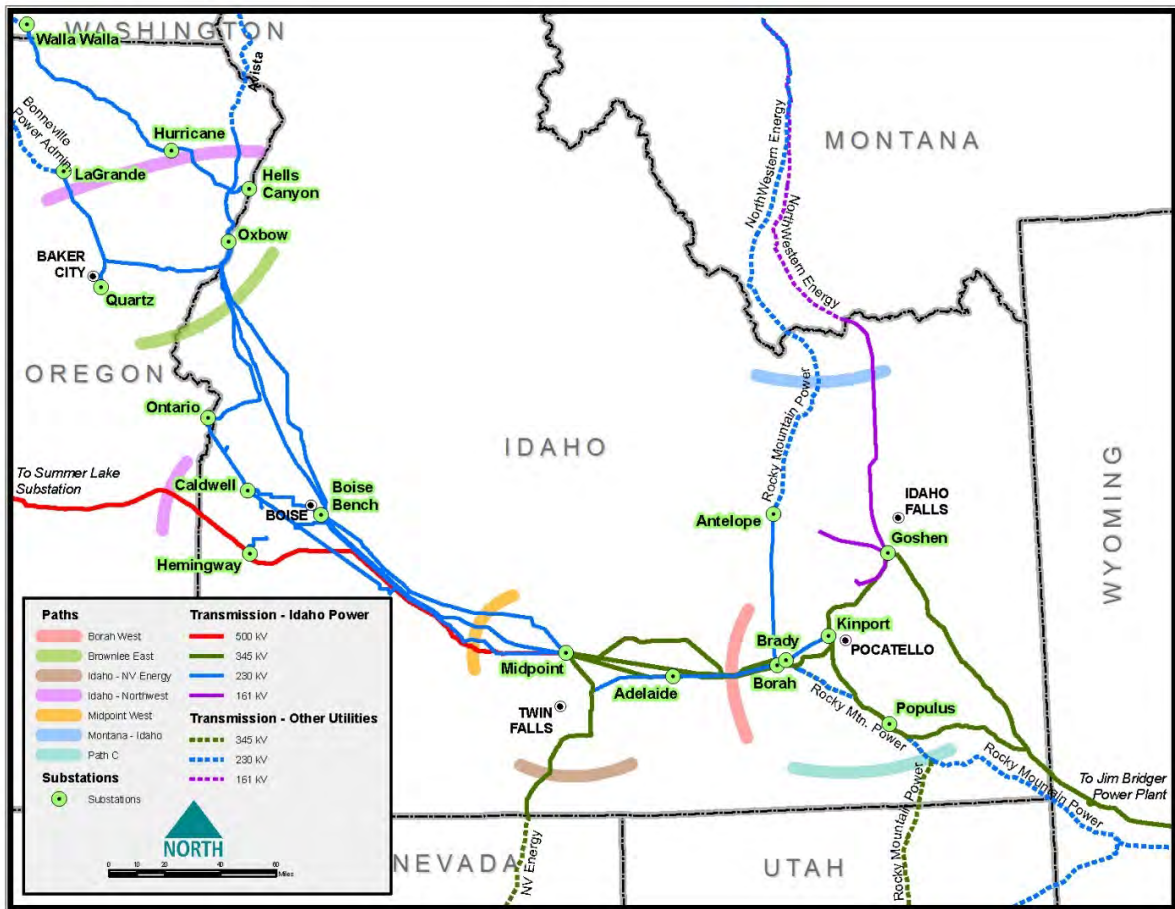 WASHINGTON
Walla Walla
Avista
Bonneville
Power Admin
Hurricane
LaGrande
Hells
Canyon
Oxbow
BAKER
CITY
Quartz
OREGON
Ontario
To Summer Lake
Substation
Caldwell
BOISE
Boise
Bench
Hemingway
IDAHO
MONTANA
NorthWestern Energy
NorthWestern Energy
Rocky Mountain Power
Antelope
IDAHO
FALLS
Goshen
WYOMING
Kinport
Brady
POCATELLO
Borah
Midpoint
Adelaide
TWIN
FALLS
Rocky Mtn. Power
Populus
Rocky Mountain Power
Rocky Mountain Power
To Jim Bridger
Power Plant
NV Energy
NEVADA
UTAH
Paths
Borah West
Brownlee East
Idaho - NV Energy
Idaho - Northwest
Midpoint West
Montana - Idaho
Path C
Substations
Substations
Transmission - Idaho Power
500 kV
345 kV
230 kV
161 kV
Transmission - Other Utilities
345 kV
230 kV
161 kV
NORTH
0 10 20 40 60
Miles